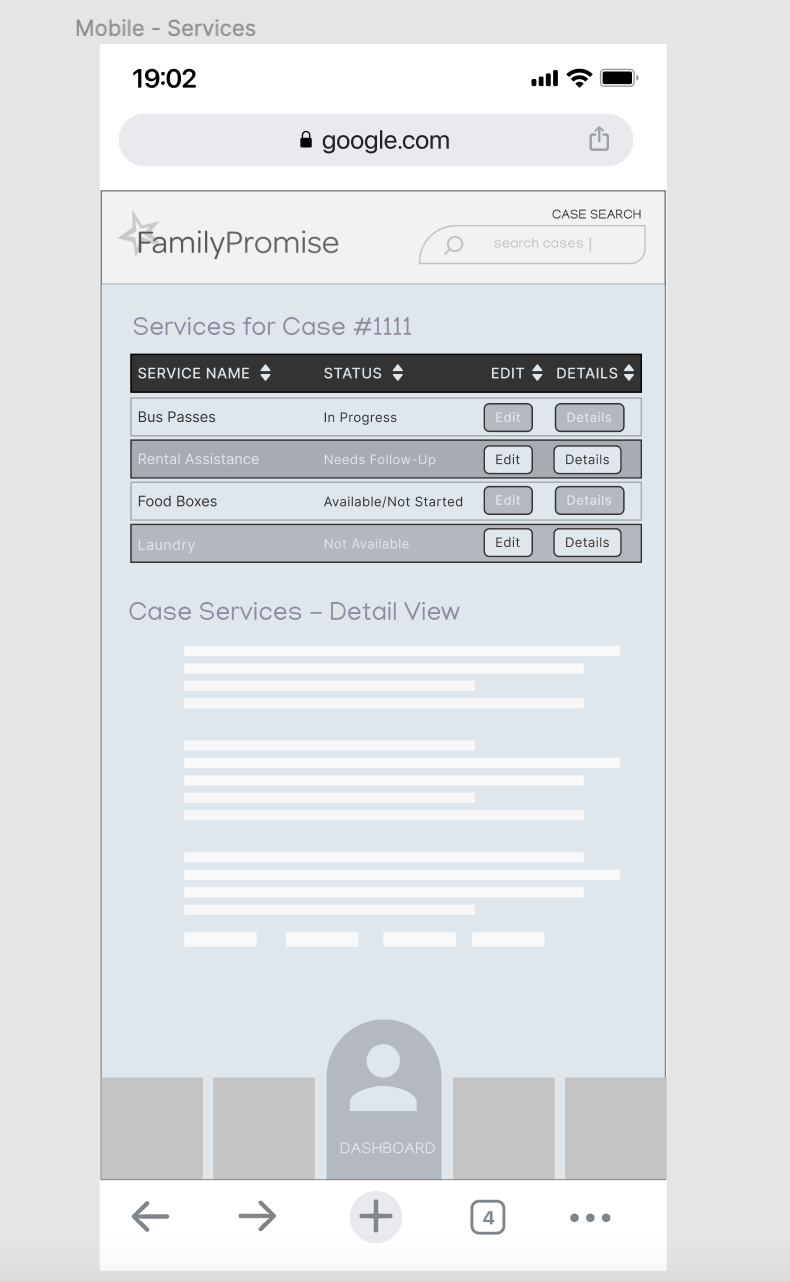 Mobile - Services
19:02
google.com
CASE SEARCH
FamilyPromise
search cases |
Services for Case #1111
SERVICE NAME STATUS EDIT DETAILS
Bus Passes In Progress Edit Details
Rental Assistance Needs Follow-Up Edit Details
Food Boxes Available/Not Started Edit Details
Laundry Not Available Edit Details
Case Services – Detail View
DASHBOARD
4